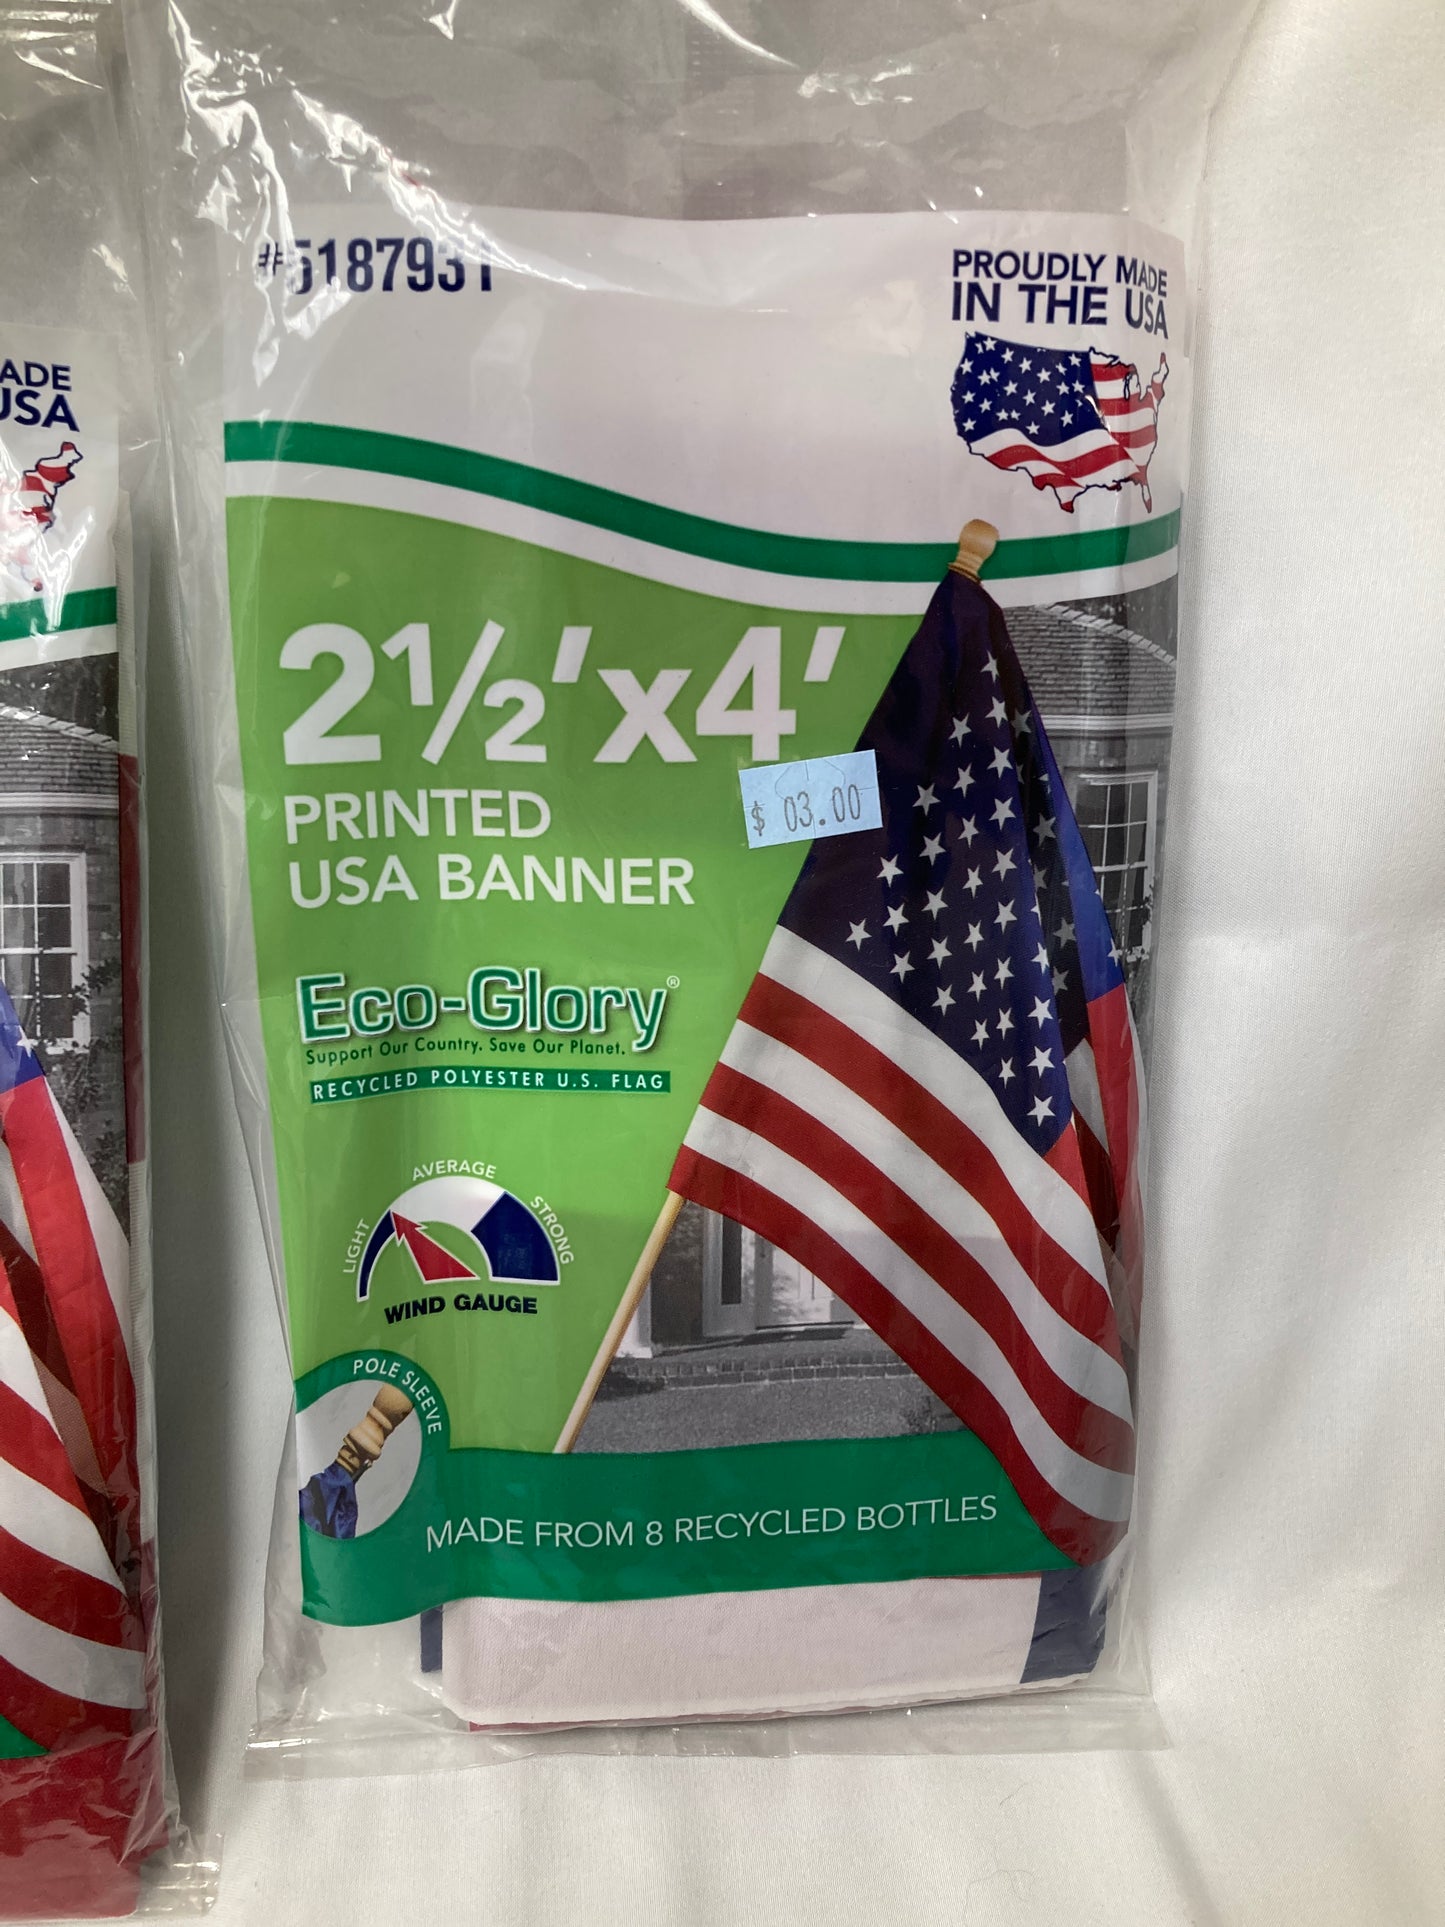 #5187931
PROUDLY MADE
IN THE USA
ADE
USA
2½'x4'
$ 03.00
PRINTED
USA BANNER
Eco-Glory®
Support Our Country. Save Our Planet.
RECYCLED POLYESTER U.S. FLAG
LIGHT
AVERAGE
STRONG
WIND GAUGE
POLE SLEEVE
MADE FROM 8 RECYCLED BOTTLES